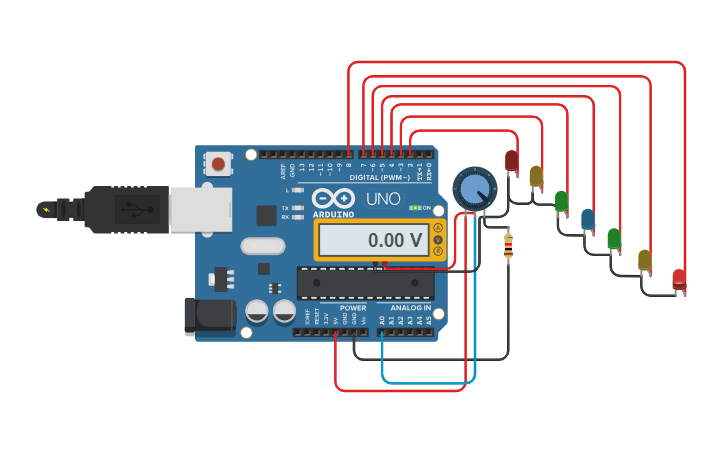 AREF
GND
13
12
~11
~10
~9
8
7
~6
~5
4
~3
2
TX→1
RX←0
DIGITAL (PWM~)
L
TX
RX
UNO
ON
ARDUINO
0.00 V
A
V
R
POWER
ANALOG IN
IOREF
RESET
3.3V
5V
GND
GND
Vin
A0
A1
A2
A3
A4
A5